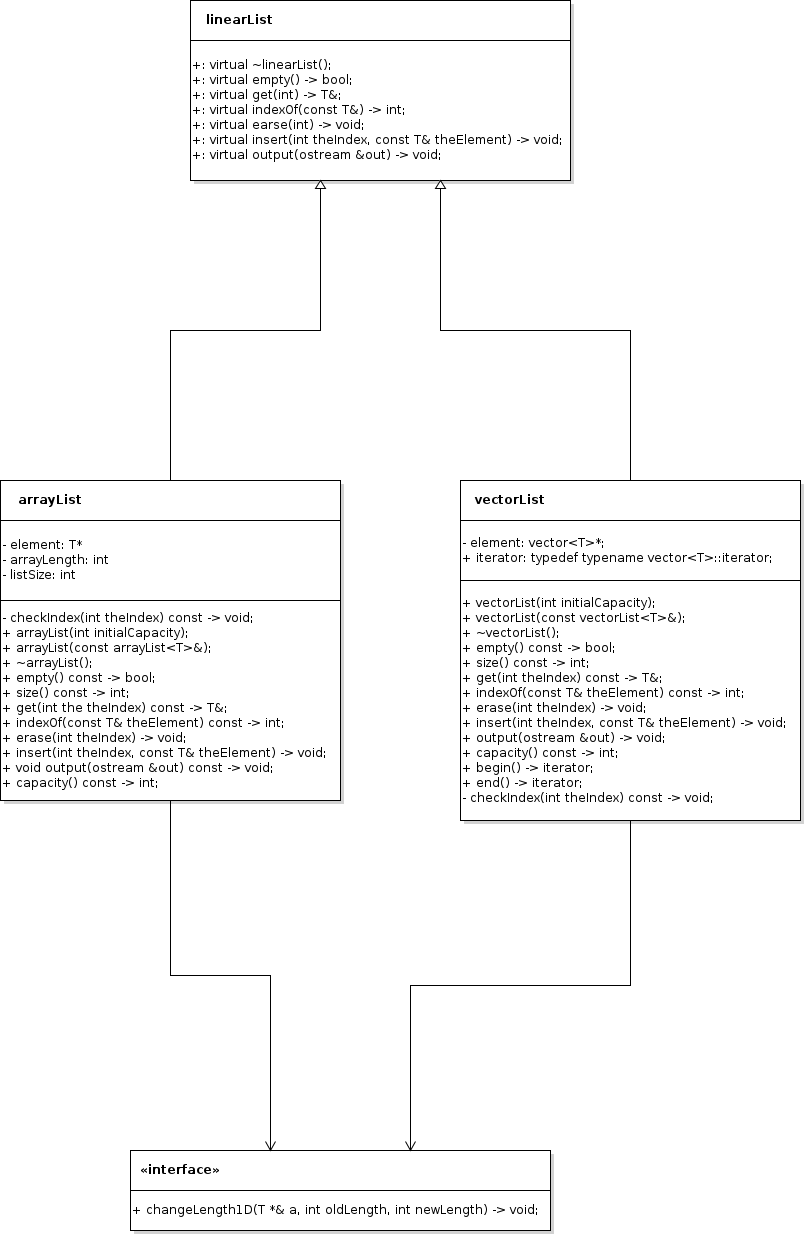 linearList
+: virtual ~linearList();
+: virtual empty() -> bool;
+: virtual get(int) -> T&;
+: virtual indexOf(const T&) -> int;
+: virtual earse(int) -> void;
+: virtual insert(int theIndex, const T& theElement) -> void;
+: virtual output(ostream &out) -> void;
arrayList
- element: T*
- arrayLength: int
- listSize: int
- checkIndex(int theIndex) const -> void;
+ arrayList(int initialCapacity);
+ arrayList(const arrayList<T>&);
+ ~arrayList();
+ empty() const -> bool;
+ size() const -> int;
+ get(int the theIndex) const -> T&;
+ indexOf(const T& theElement) const -> int;
+ erase(int theIndex) -> void;
+ insert(int theIndex, const T& theElement) -> void;
+ void output(ostream &out) const -> void;
+ capacity() const -> int;
vectorList
- element: vector<T>*;
+ iterator: typedef typename vector<T>::iterator;
+ vectorList(int initialCapacity);
+ vectorList(const vectorList<T>&);
+ ~vectorList();
+ empty() const -> bool;
+ size() const -> int;
+ get(int theIndex) const -> T&;
+ indexOf(const T& theElement) const -> int;
+ erase(int theIndex) -> void;
+ insert(int theIndex, const T& theElement) -> void;
+ output(ostream &out) -> void;
+ capacity() const -> int;
+ begin() -> iterator;
+ end() -> iterator;
- checkIndex(int theIndex) const -> void;
«interface»
+ changeLength1D(T *& a, int oldLength, int newLength) -> void;